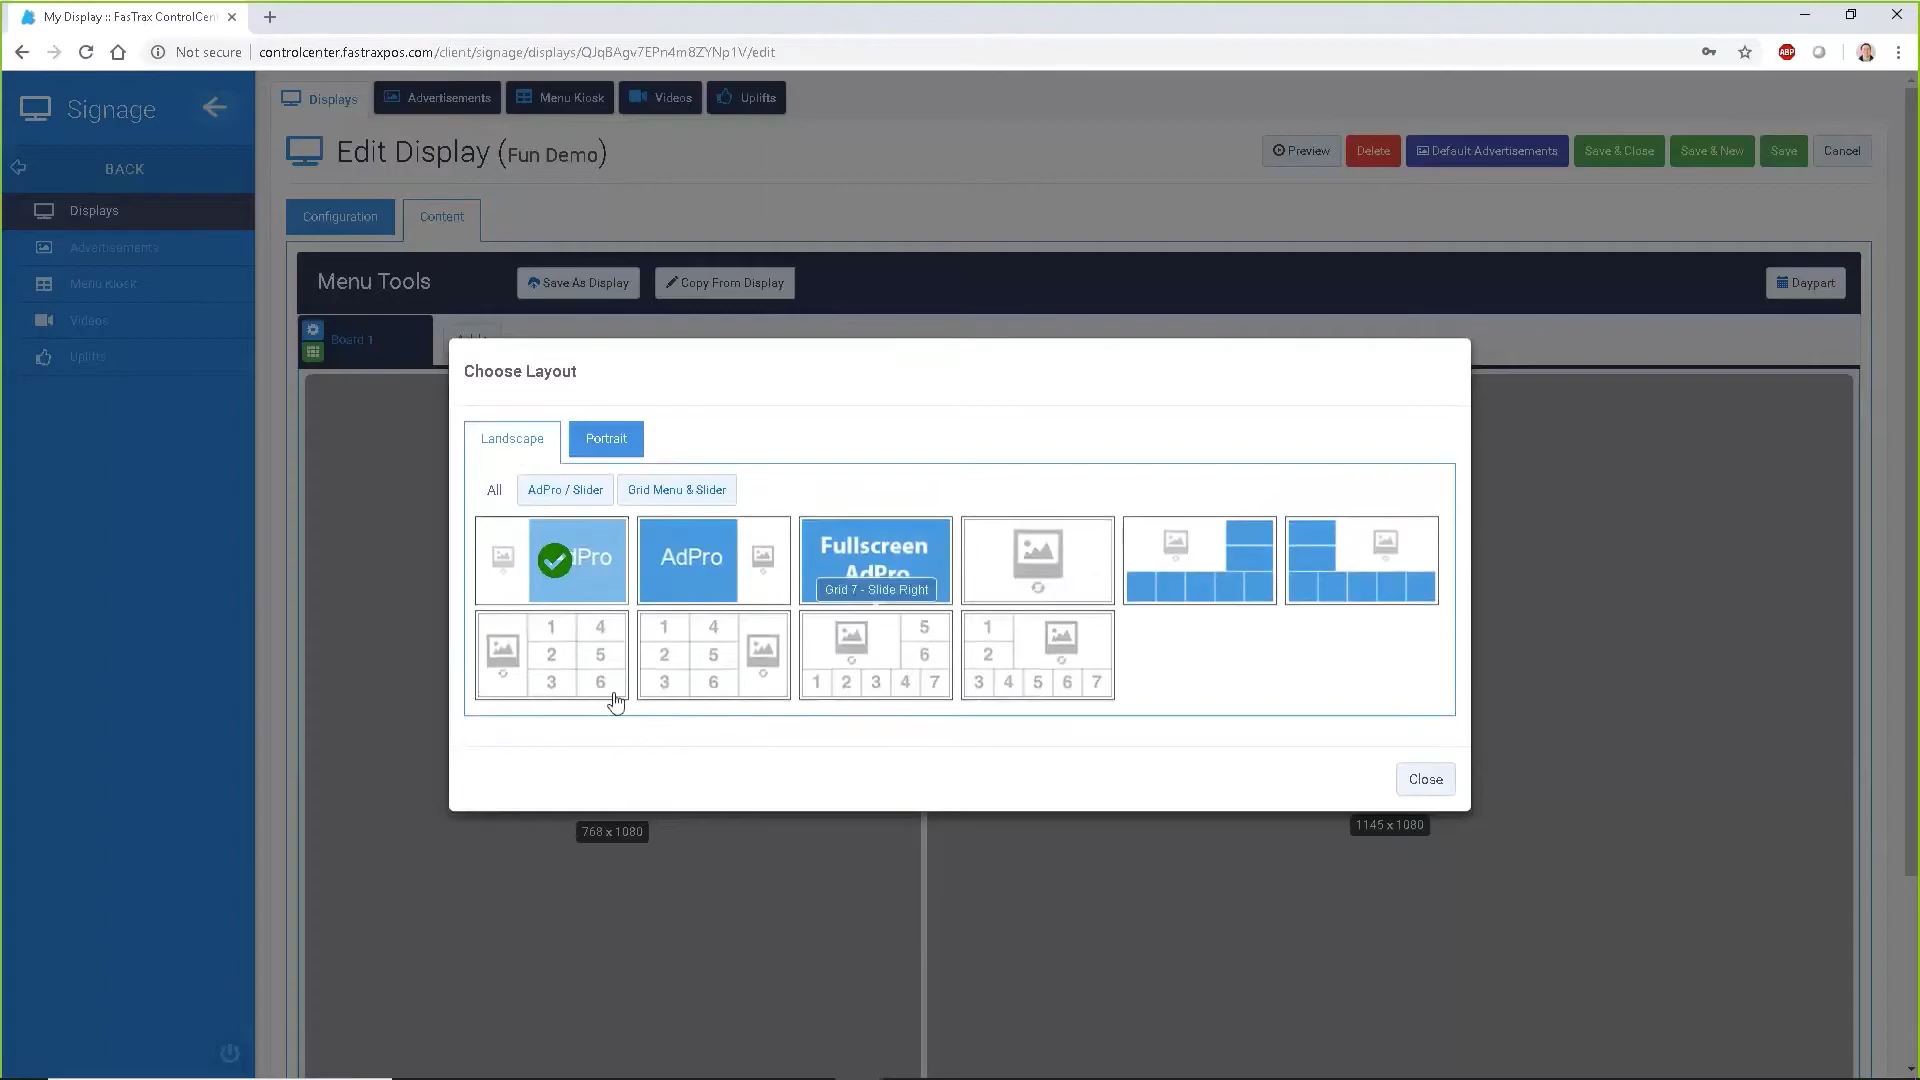 My Display :: FasTrax ControlCen
Not secure
controlcenter.fastraxpos.com/client/signage/displays/QJqBAgv7EPn4m8ZYNp1V/edit
ABP
Signage
BACK
Displays
Advertisements
Menu Kiosk
Videos
Uplifts
Displays
Advertisements
Menu Kiosk
Videos
Uplifts
Edit Display (Fun Demo)
Preview
Delete
Default Advertisements
Save & Close
Save & New
Save
Cancel
Configuration
Content
Menu Tools
Save As Display
Copy From Display
Daypart
Board 1
Choose Layout
Landscape
Portrait
All
AdPro / Slider
Grid Menu & Slider
dPro
AdPro
Fullscreen
AdPro
Grid 7 - Slide Right
1 4
2 5
3 6
1 4
2 5
3 6
5
6
1 2 3 4 7
1
2
3 4 5 6 7
Close
768 x 1080
1145 x 1080